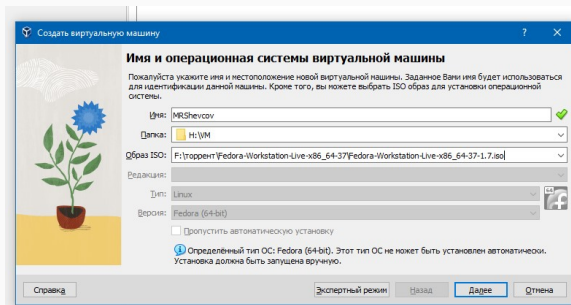 Создать виртуальную машину
Имя и операционная системы виртуальной машины
Пожалуйста укажите имя и местоположение новой виртуальной машины. Заданное Вами имя будет использоваться
для идентификации данной машины. Кроме того, вы можете выбрать ISO образ для установки операционной
системы.
Имя: MRShevcov
Папка: H:\VM
Образ ISO: F:\торрент\Fedora-Workstation-Live-x86_64-37\Fedora-Workstation-Live-x86_64-37-1.7.iso
Редакция:
Тип: Linux
64
Версия: Fedora (64-bit)
Пропустить автоматическую установку
Определённый тип ОС: Fedora (64-bit). Этот тип ОС не может быть установлен автоматически.
Установка должна быть запущена вручную.
Справка Экспертный режим Назад Далее Отмена